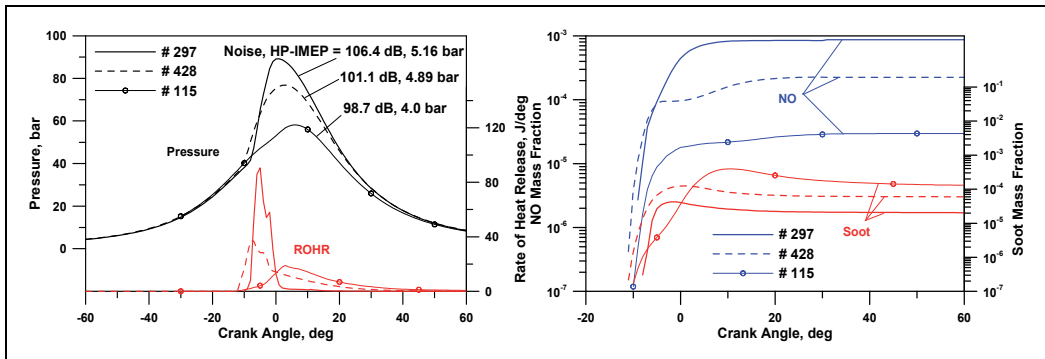 100
80
60
40
20
0
Pressure, bar
# 297
# 428
# 115
Noise, HP-IMEP = 106.4 dB, 5.16 bar
101.1 dB, 4.89 bar
98.7 dB, 4.0 bar
Pressure
ROHR
120
80
40
0
-60 -40 -20 0 20 40 60
Crank Angle, deg
Rate of Heat Release, J/deg
NO Mass Fraction
10-3
10-4
10-5
10-6
10-7
NO
Soot
# 297
# 428
# 115
10-1
10-2
10-3
10-4
10-5
10-6
10-7
Soot Mass Fraction
-20 0 20 40 60
Crank Angle, deg